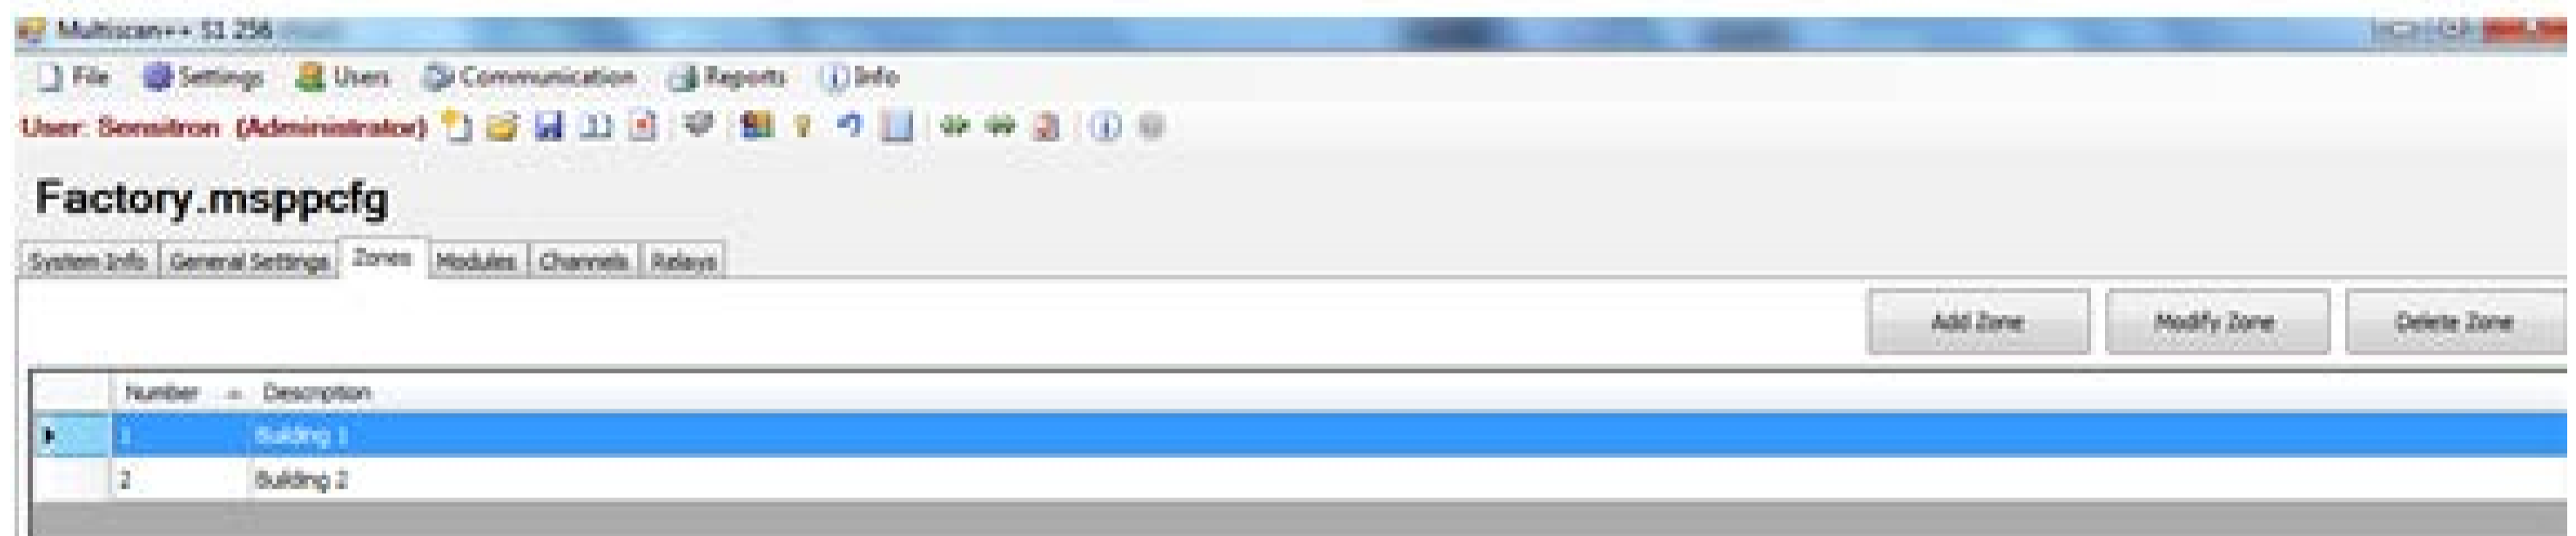 Multiscan++ S1 256
File Settings Users Communication Reports Info
User: Sensitron (Administrator)
Factory.msppcfg
System Info General Settings Zones Modules Channels Relays
Add Zone Modify Zone Delete Zone
Number Description
1 Building 1
2 Building 2